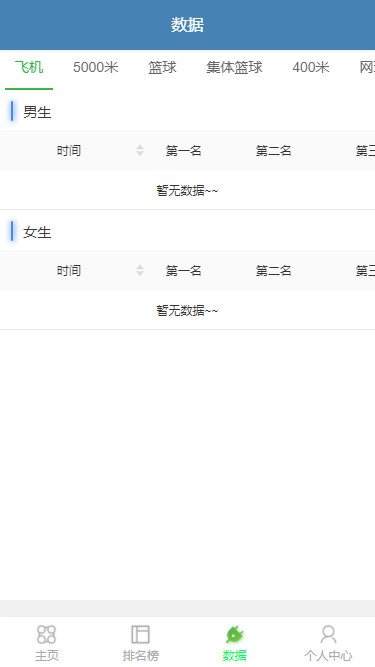 数据
飞机 5000米 篮球 集体篮球 400米 网
男生
时间 第一名 第二名 第三
暂无数据~~
女生
时间 第一名 第二名 第三
暂无数据~~
主页 排名榜 数据 个人中心